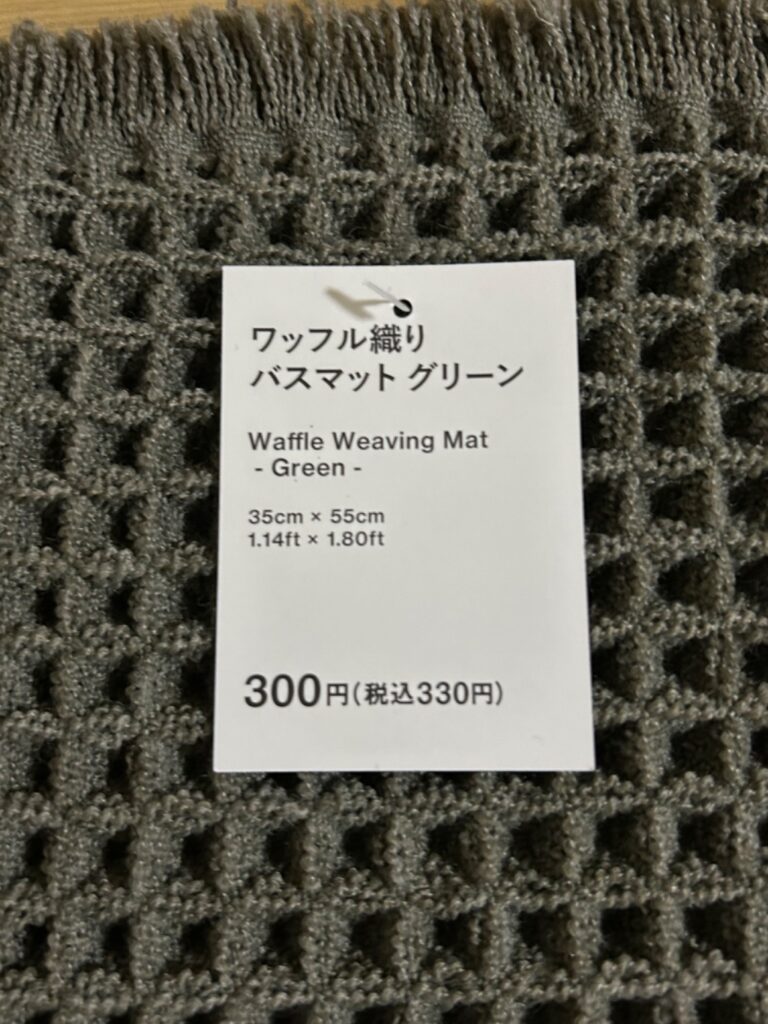 ワッフル織り
バスマット グリーン
Waffle Weaving Mat
- Green -
35cm × 55cm
1.14ft × 1.80ft
300円(税込330円)